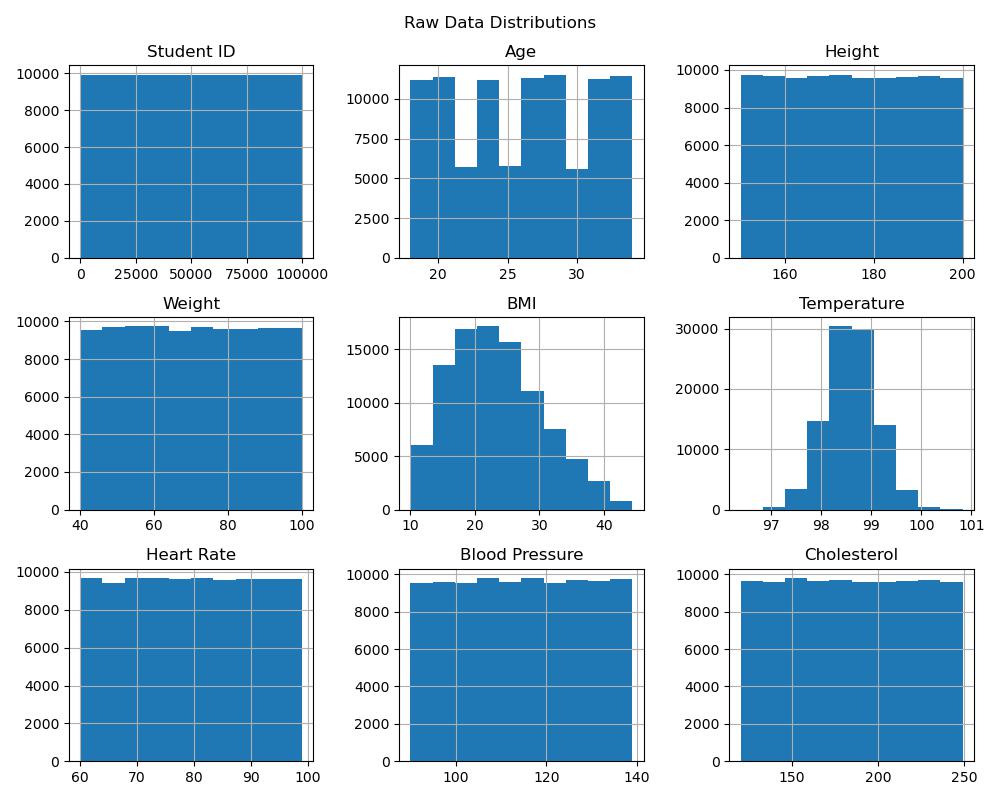 Raw Data Distributions
Student ID
Age
Height
10000
8000
6000
4000
2000
0
0 25000 50000 75000 100000
10000
7500
5000
2500
0
20 25 30
10000
8000
6000
4000
2000
0
160 180 200
Weight
BMI
Temperature
10000
8000
6000
4000
2000
0
40 60 80 100
15000
10000
5000
0
10 20 30 40
30000
20000
10000
0
97 98 99 100 101
Heart Rate
Blood Pressure
Cholesterol
10000
8000
6000
4000
2000
0
60 70 80 90 100
10000
8000
6000
4000
2000
0
100 120 140
10000
8000
6000
4000
2000
0
150 200 250